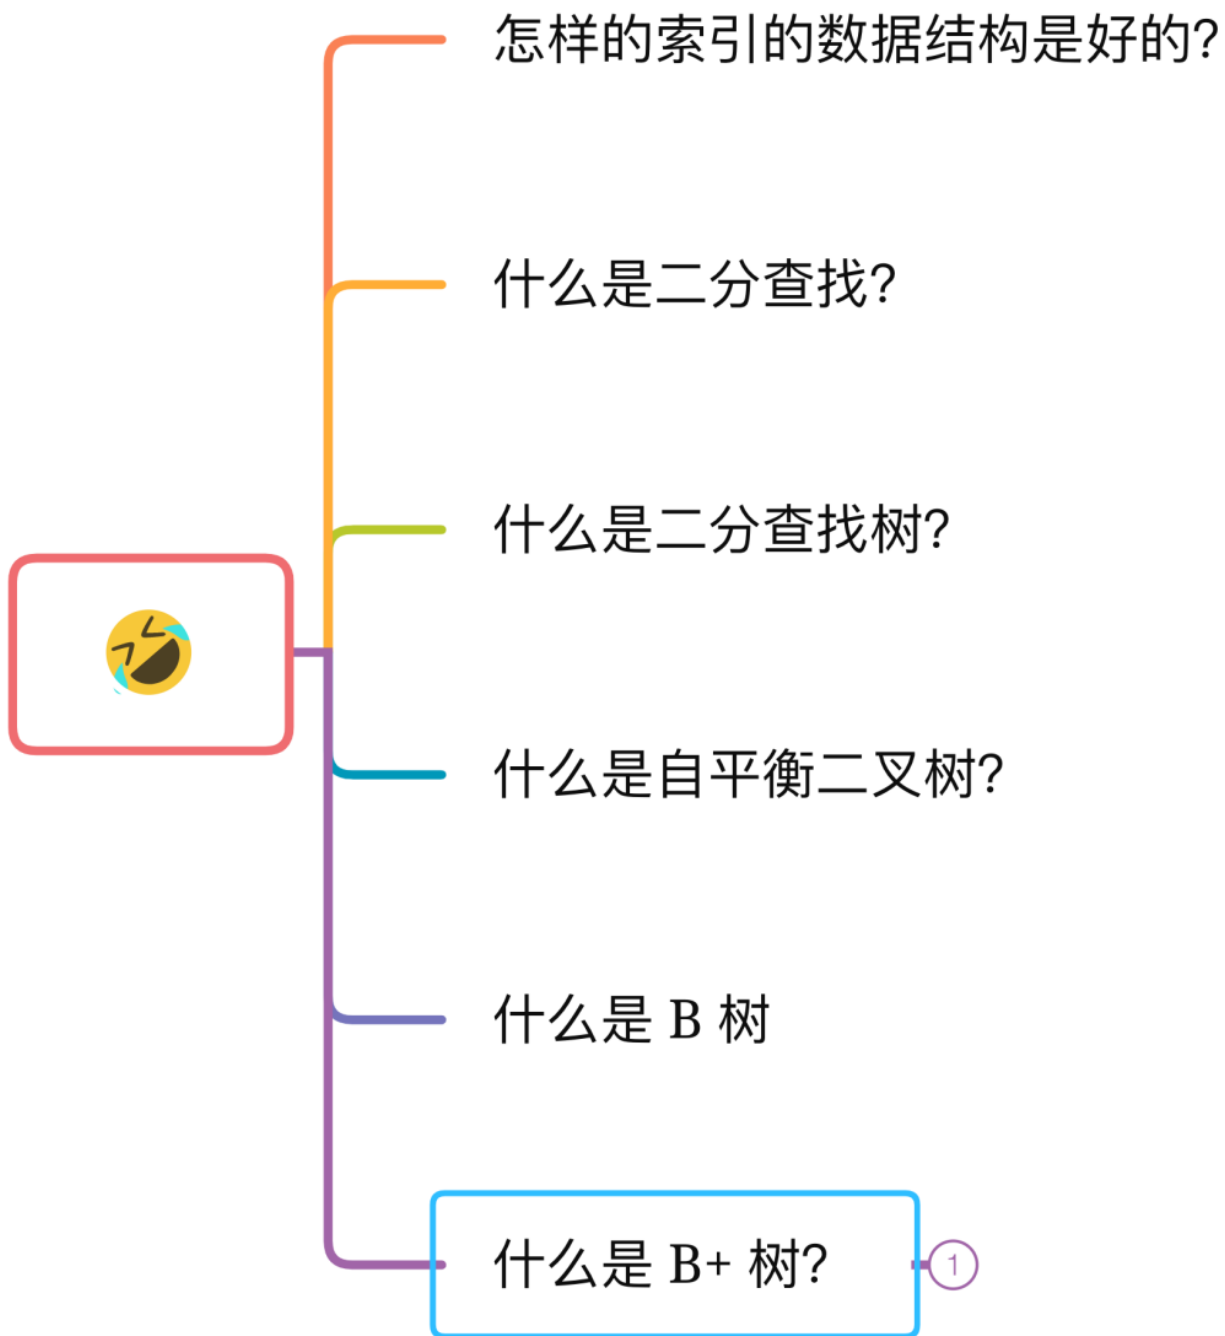 怎样的索引的数据结构是好的?
什么是二分查找?
什么是二分查找树?
什么是自平衡二叉树?
什么是 B 树
什么是 B+ 树?
1